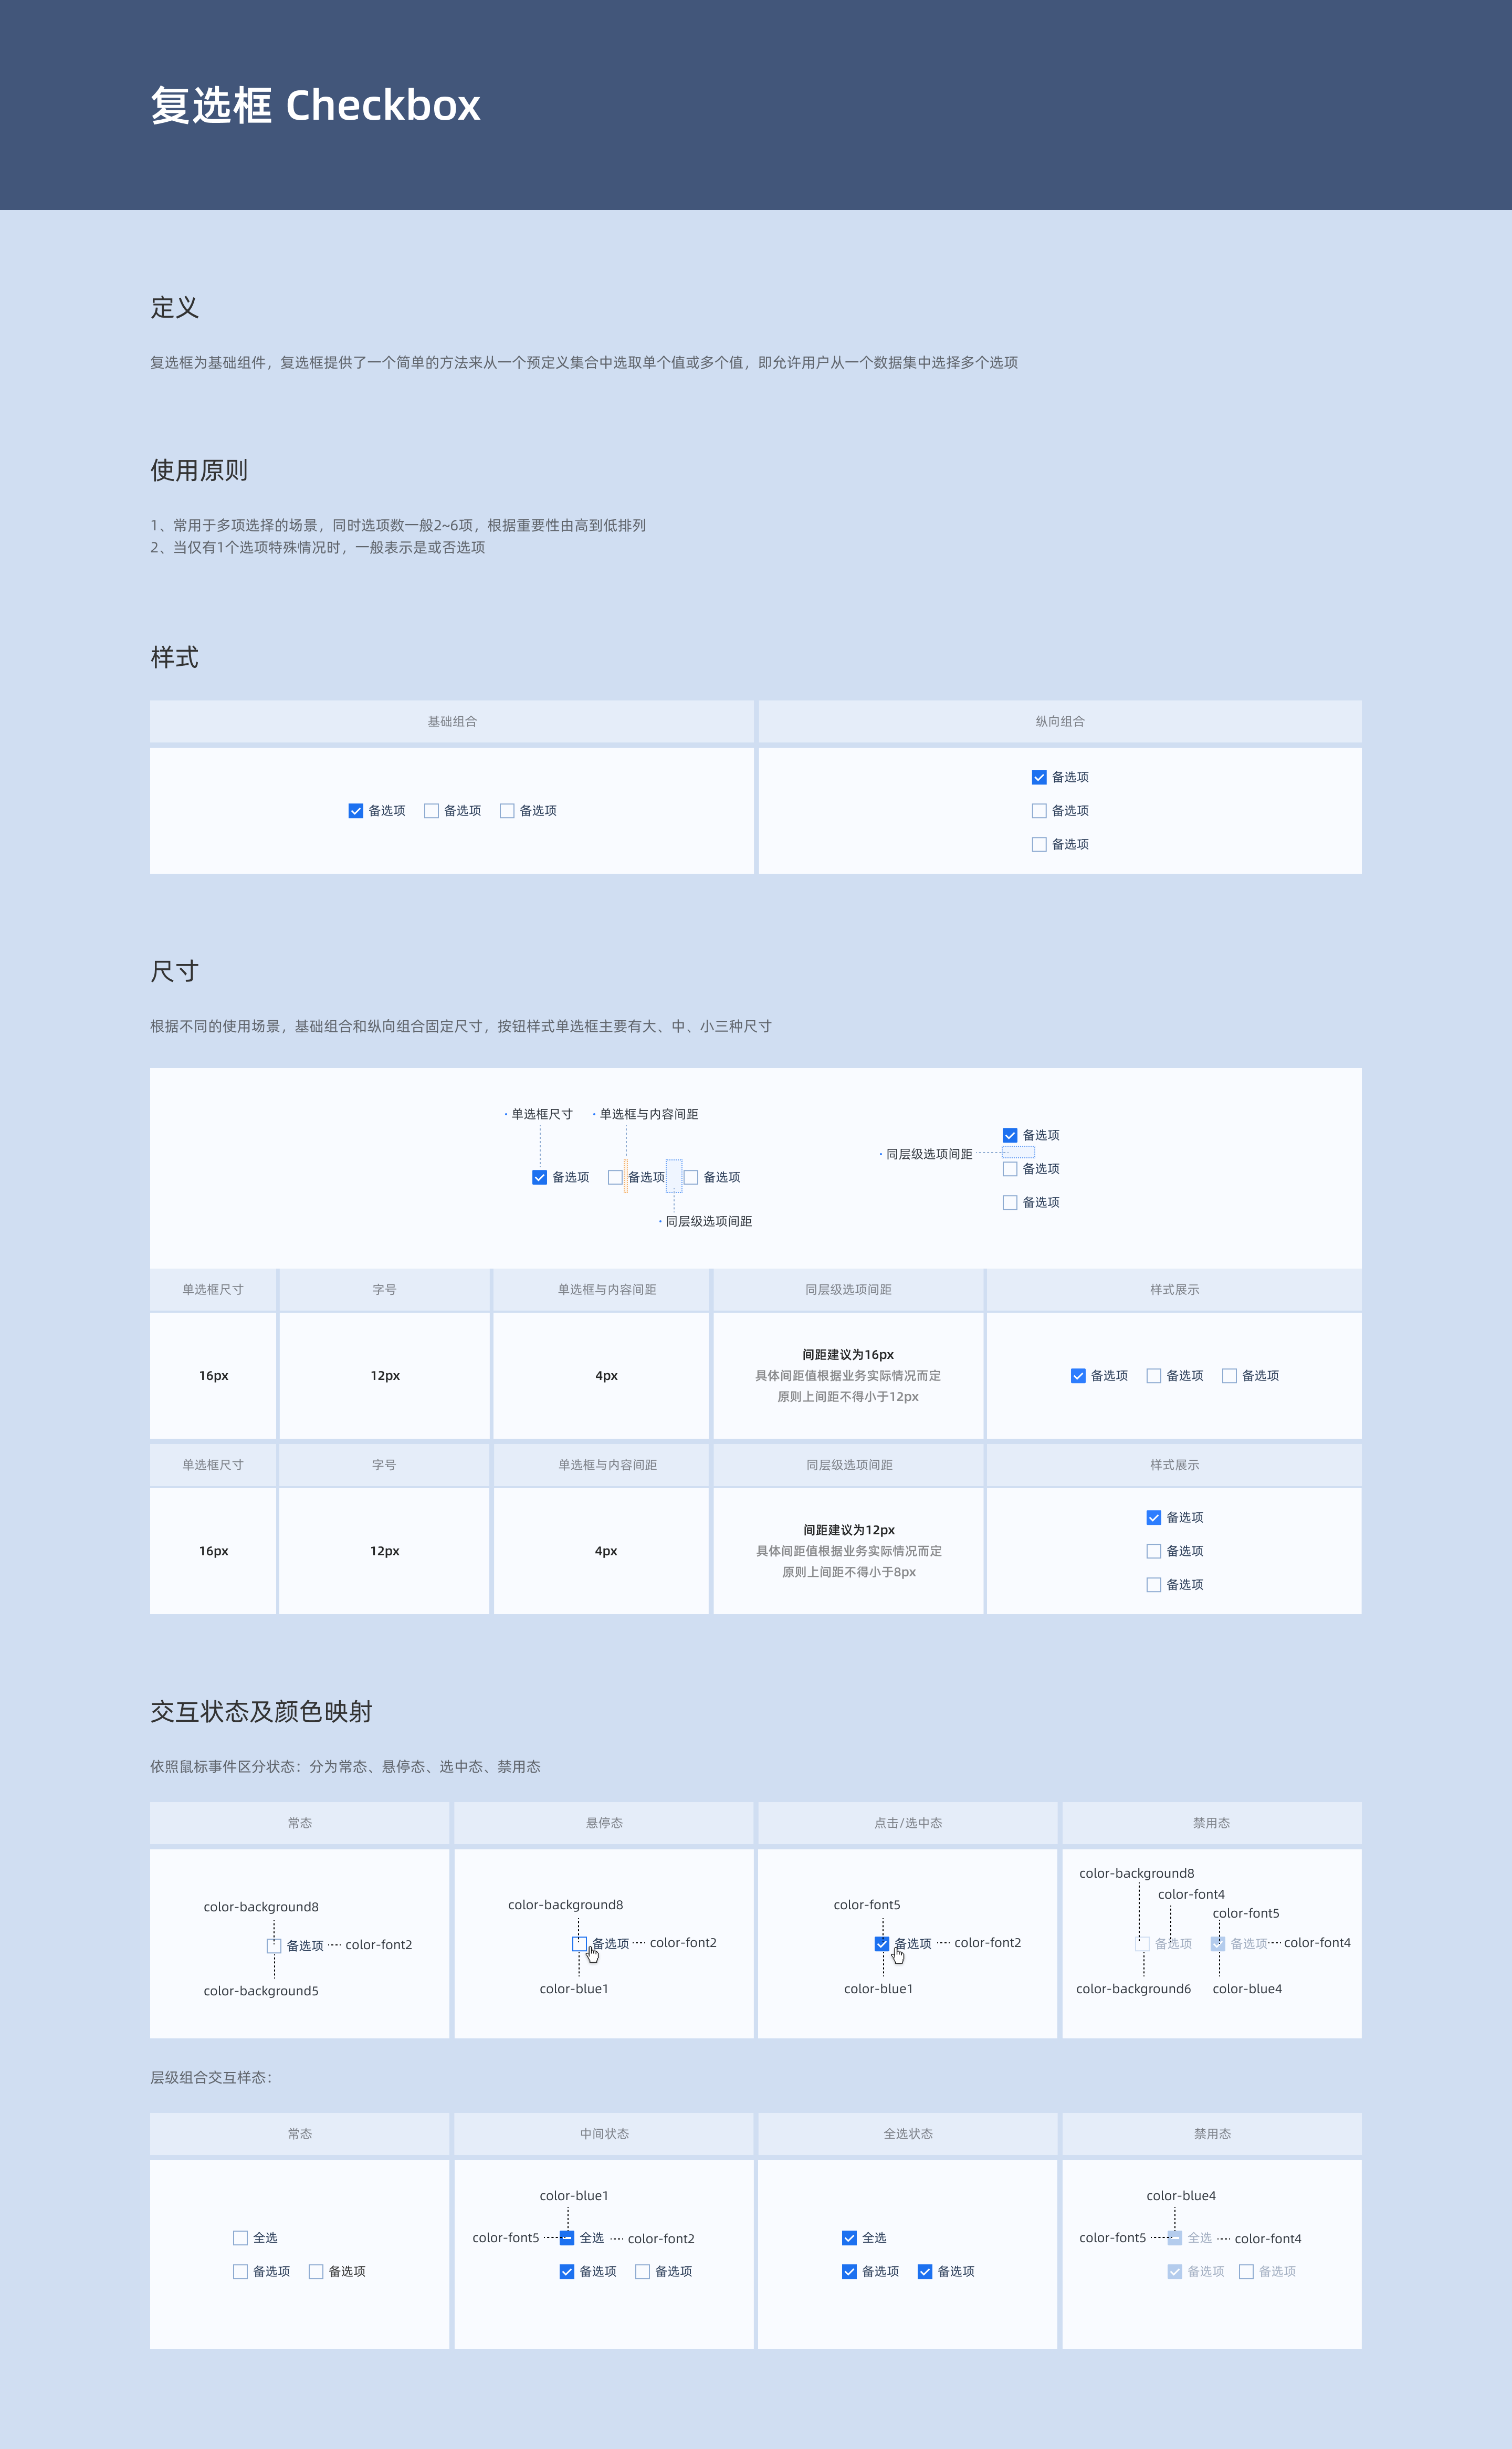 复选框 Checkbox
定义
复选框为基础组件，复选框提供了一个简单的方法来从一个预定义集合中选取单个值或多个值，即允许用户从一个数据集中选择多个选项
使用原则
1、常用于多项选择的场景，同时选项数一般2~6项，根据重要性由高到低排列
2、当仅有1个选项特殊情况时，一般表示是或否选项
样式
基础组合 纵向组合
备选项 备选项 备选项
备选项
备选项
备选项
尺寸
根据不同的使用场景，基础组合和纵向组合固定尺寸，按钮样式单选框主要有大、中、小三种尺寸
· 单选框尺寸 · 单选框与内容间距
备选项 备选项 备选项
· 同层级选项间距
· 同层级选项间距
备选项
备选项
备选项
单选框尺寸 字号 单选框与内容间距 同层级选项间距 样式展示
16px 12px 4px
间距建议为16px
具体间距值根据业务实际情况而定
原则上间距不得小于12px
备选项 备选项 备选项
单选框尺寸 字号 单选框与内容间距 同层级选项间距 样式展示
16px 12px 4px
间距建议为12px
具体间距值根据业务实际情况而定
原则上间距不得小于8px
备选项
备选项
备选项
交互状态及颜色映射
依照鼠标事件区分状态：分为常态、悬停态、选中态、禁用态
常态 悬停态 点击/选中态 禁用态
color-background8
备选项 color-font2
color-background5
color-background8
备选项 color-font2
color-blue1
color-font5
备选项 color-font2
color-blue1
color-background8
color-font4
color-font5
备选项 备选项 color-font4
color-background6 color-blue4
层级组合交互样态：
常态 中间状态 全选状态 禁用态
全选
备选项 备选项
color-blue1
color-font5 全选 color-font2
备选项 备选项
全选
备选项 备选项
color-blue4
color-font5 全选 color-font4
备选项 备选项